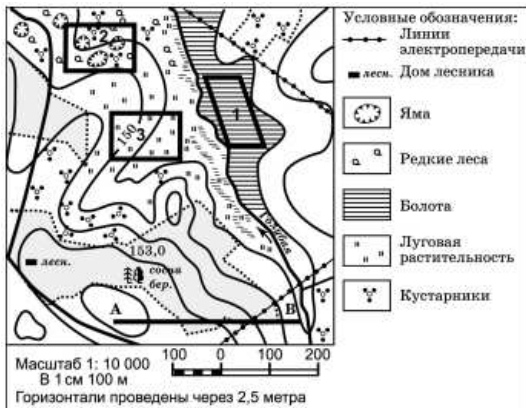 2
1
3
150
153,0
лесн.
сосна
бер.
Голубая
А
В
Масштаб 1: 10 000
В 1 см 100 м
100 0 100 200
Горизонтали проведены через 2,5 метра
Условные обозначения:
Линии
электропередачи
лесн. Дом лесника
Яма
Редкие леса
Болота
Луговая
растительность
Кустарники